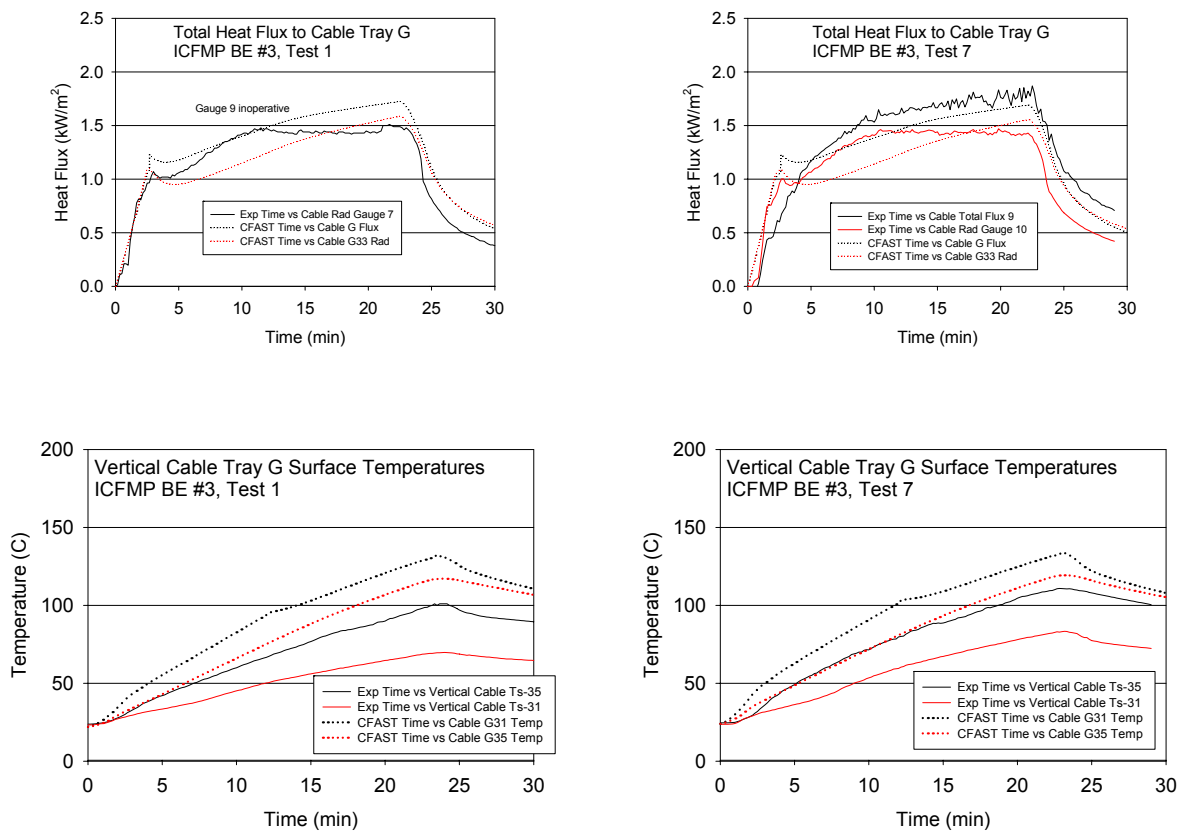 Total Heat Flux to Cable Tray G
ICFMP BE #3, Test 1
Gauge 9 inoperative
Heat Flux (kW/m²)
2.5
2.0
1.5
1.0
0.5
0.0
Exp Time vs Cable Rad Gauge 7
CFAST Time vs Cable G Flux
CFAST Time vs Cable G33 Rad
0 5 10 15 20 25 30
Time (min)
Total Heat Flux to Cable Tray G
ICFMP BE #3, Test 7
Heat Flux (kW/m²)
2.5
2.0
1.5
1.0
0.5
0.0
Exp Time vs Cable Total Flux 9
Exp Time vs Cable Rad Gauge 10
CFAST Time vs Cable G Flux
CFAST Time vs Cable G33 Rad
0 5 10 15 20 25 30
Time (min)
Vertical Cable Tray G Surface Temperatures
ICFMP BE #3, Test 1
Temperature (C)
200
150
100
50
0
Exp Time vs Vertical Cable Ts-35
Exp Time vs Vertical Cable Ts-31
CFAST Time vs Cable G31 Temp
CFAST Time vs Cable G35 Temp
0 5 10 15 20 25 30
Time (min)
Vertical Cable Tray G Surface Temperatures
ICFMP BE #3, Test 7
Temperature (C)
200
150
100
50
0
Exp Time vs Vertical Cable Ts-35
Exp Time vs Vertical Cable Ts-31
CFAST Time vs Cable G31 Temp
CFAST Time vs Cable G35 Temp
0 5 10 15 20 25 30
Time (min)